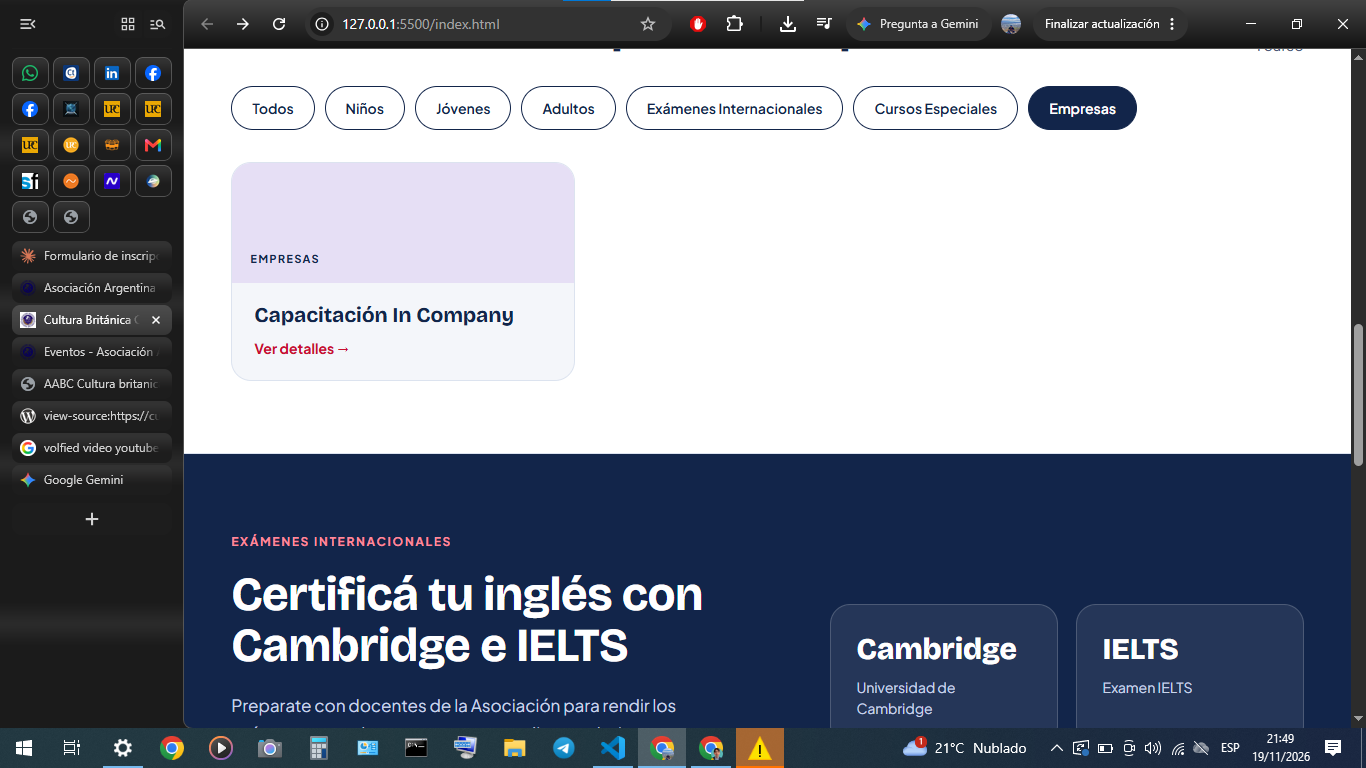 127.0.0.1:5500/index.html
Pregunta a Gemini
Finalizar actualización
Formulario de inscrip
Asociación Argentina
Cultura Británica
Eventos - Asociación
AABC Cultura britanic
view-source:https://cu
volfied video youtube
Google Gemini
Todos
Niños
Jóvenes
Adultos
Exámenes Internacionales
Cursos Especiales
Empresas
EMPRESAS
Capacitación In Company
Ver detalles →
EXÁMENES INTERNACIONALES
Certificá tu inglés con
Cambridge e IELTS
Preparate con docentes de la Asociación para rendir los
Cambridge
Universidad de
Cambridge
IELTS
Examen IELTS
1
21°C Nublado
ESP
21:49
19/11/2026